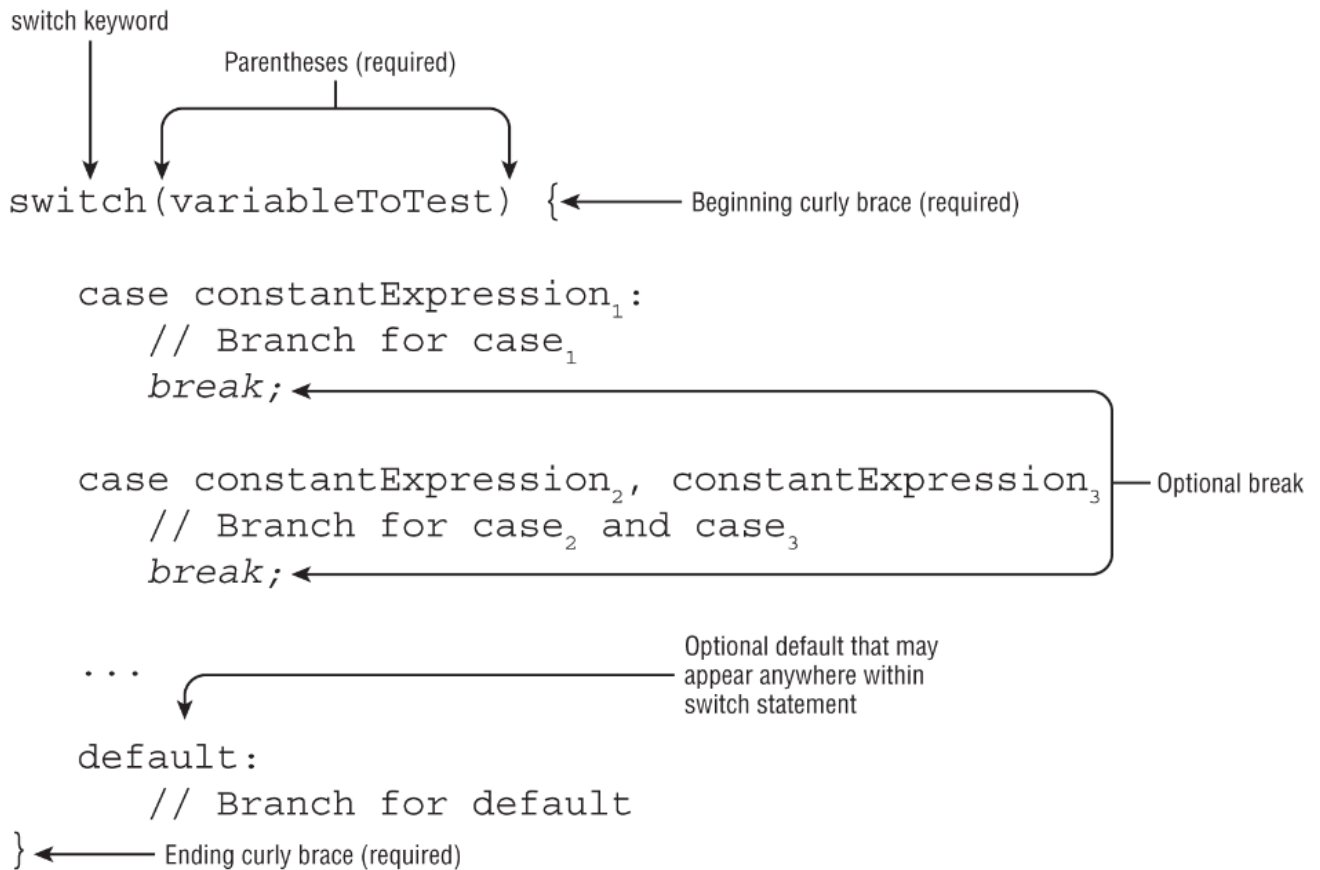 switch keyword
Parentheses (required)
switch(variableToTest) { Beginning curly brace (required)
case constantExpression₁:
// Branch for case₁
break;
case constantExpression₂, constantExpression₃
// Branch for case₂ and case₃
break;
Optional break
...
Optional default that may
appear anywhere within
switch statement
default:
// Branch for default
} Ending curly brace (required)